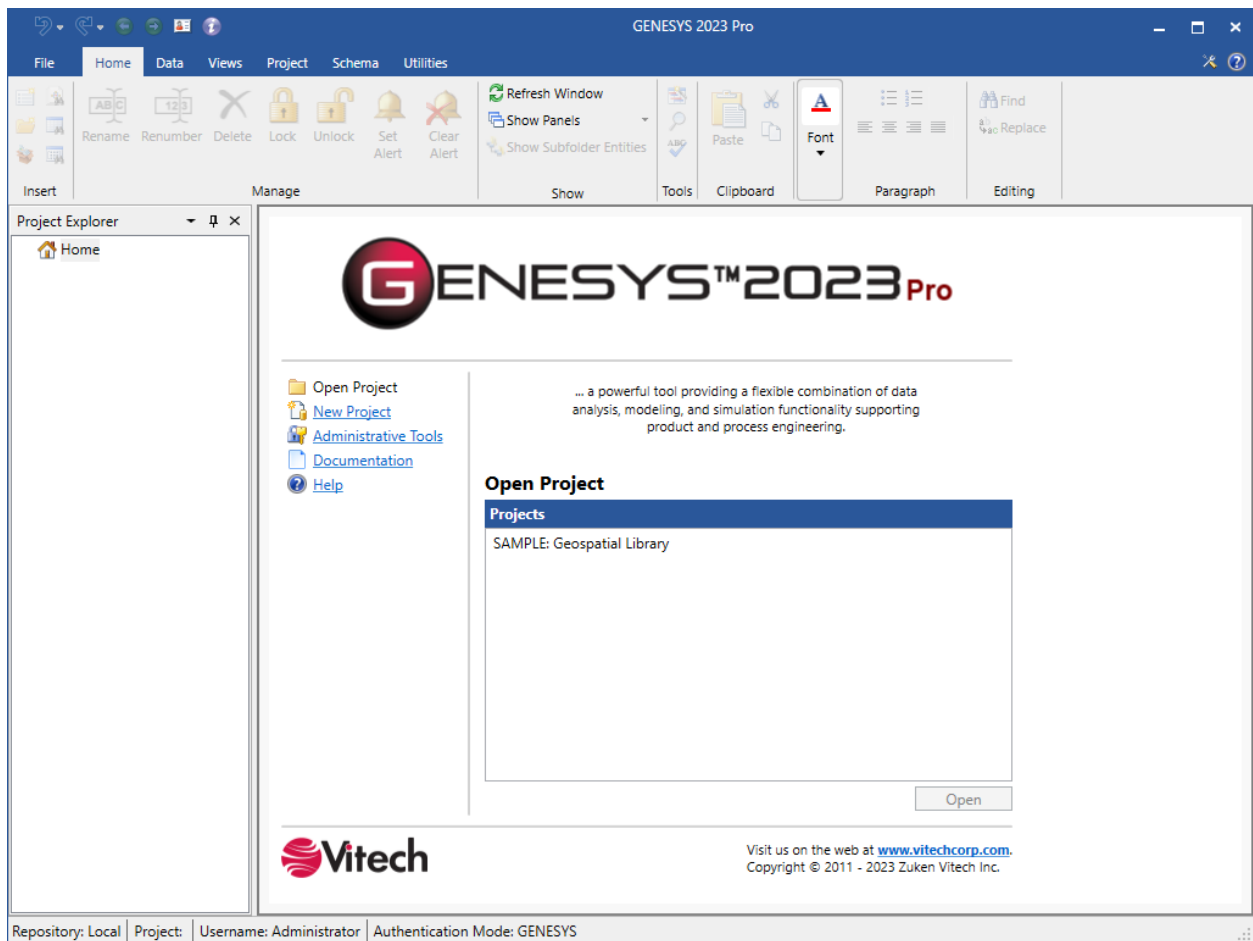 GENESYS 2023 Pro
File Home Data Views Project Schema Utilities
Rename Renumber Delete Lock Unlock Set Alert Clear Alert
Refresh Window
Show Panels
Show Subfolder Entities
Paste
Font
Find
Replace
Insert Manage Show Tools Clipboard Paragraph Editing
Project Explorer
Home
GENESYS™2023 Pro
Open Project
New Project
Administrative Tools
Documentation
Help
... a powerful tool providing a flexible combination of data
analysis, modeling, and simulation functionality supporting
product and process engineering.
Open Project
Projects
SAMPLE: Geospatial Library
Open
Vitech
Visit us on the web at www.vitechcorp.com.
Copyright © 2011 - 2023 Zuken Vitech Inc.
Repository: Local Project: Username: Administrator Authentication Mode: GENESYS